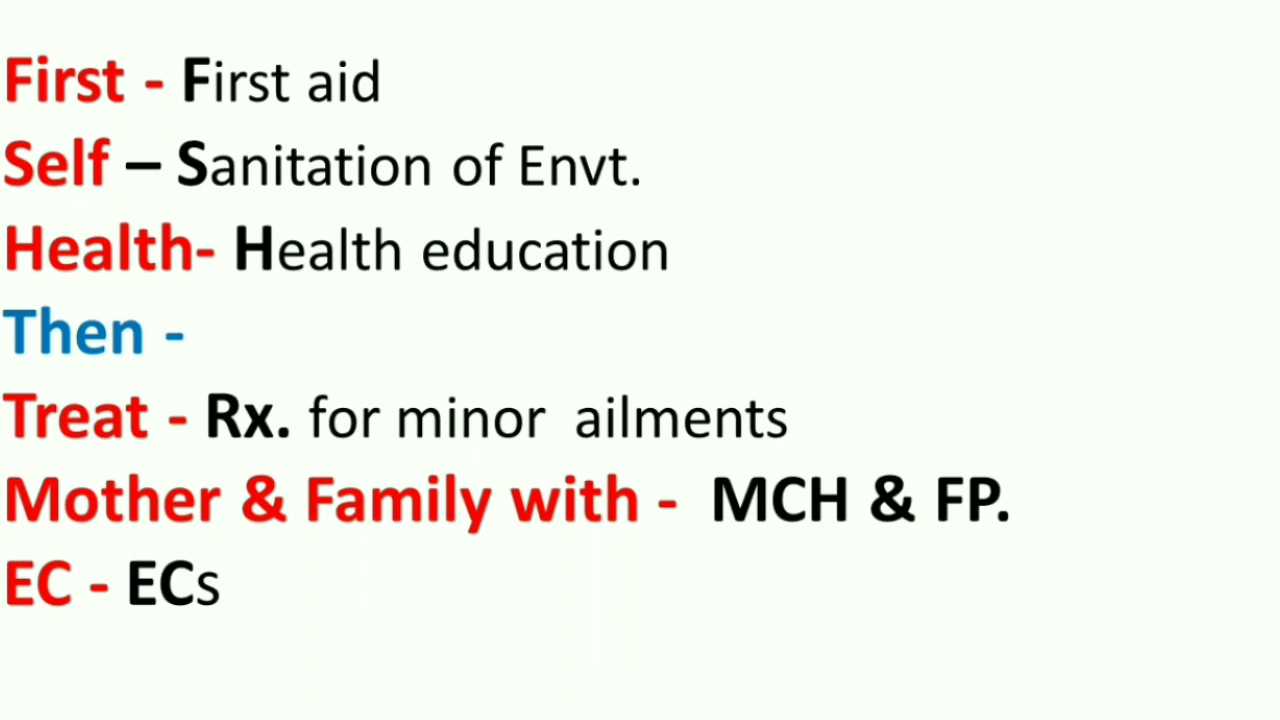 First - First aid
Self – Sanitation of Envt.
Health- Health education
Then -
Treat - Rx. for minor ailments
Mother & Family with - MCH & FP.
EC - ECs